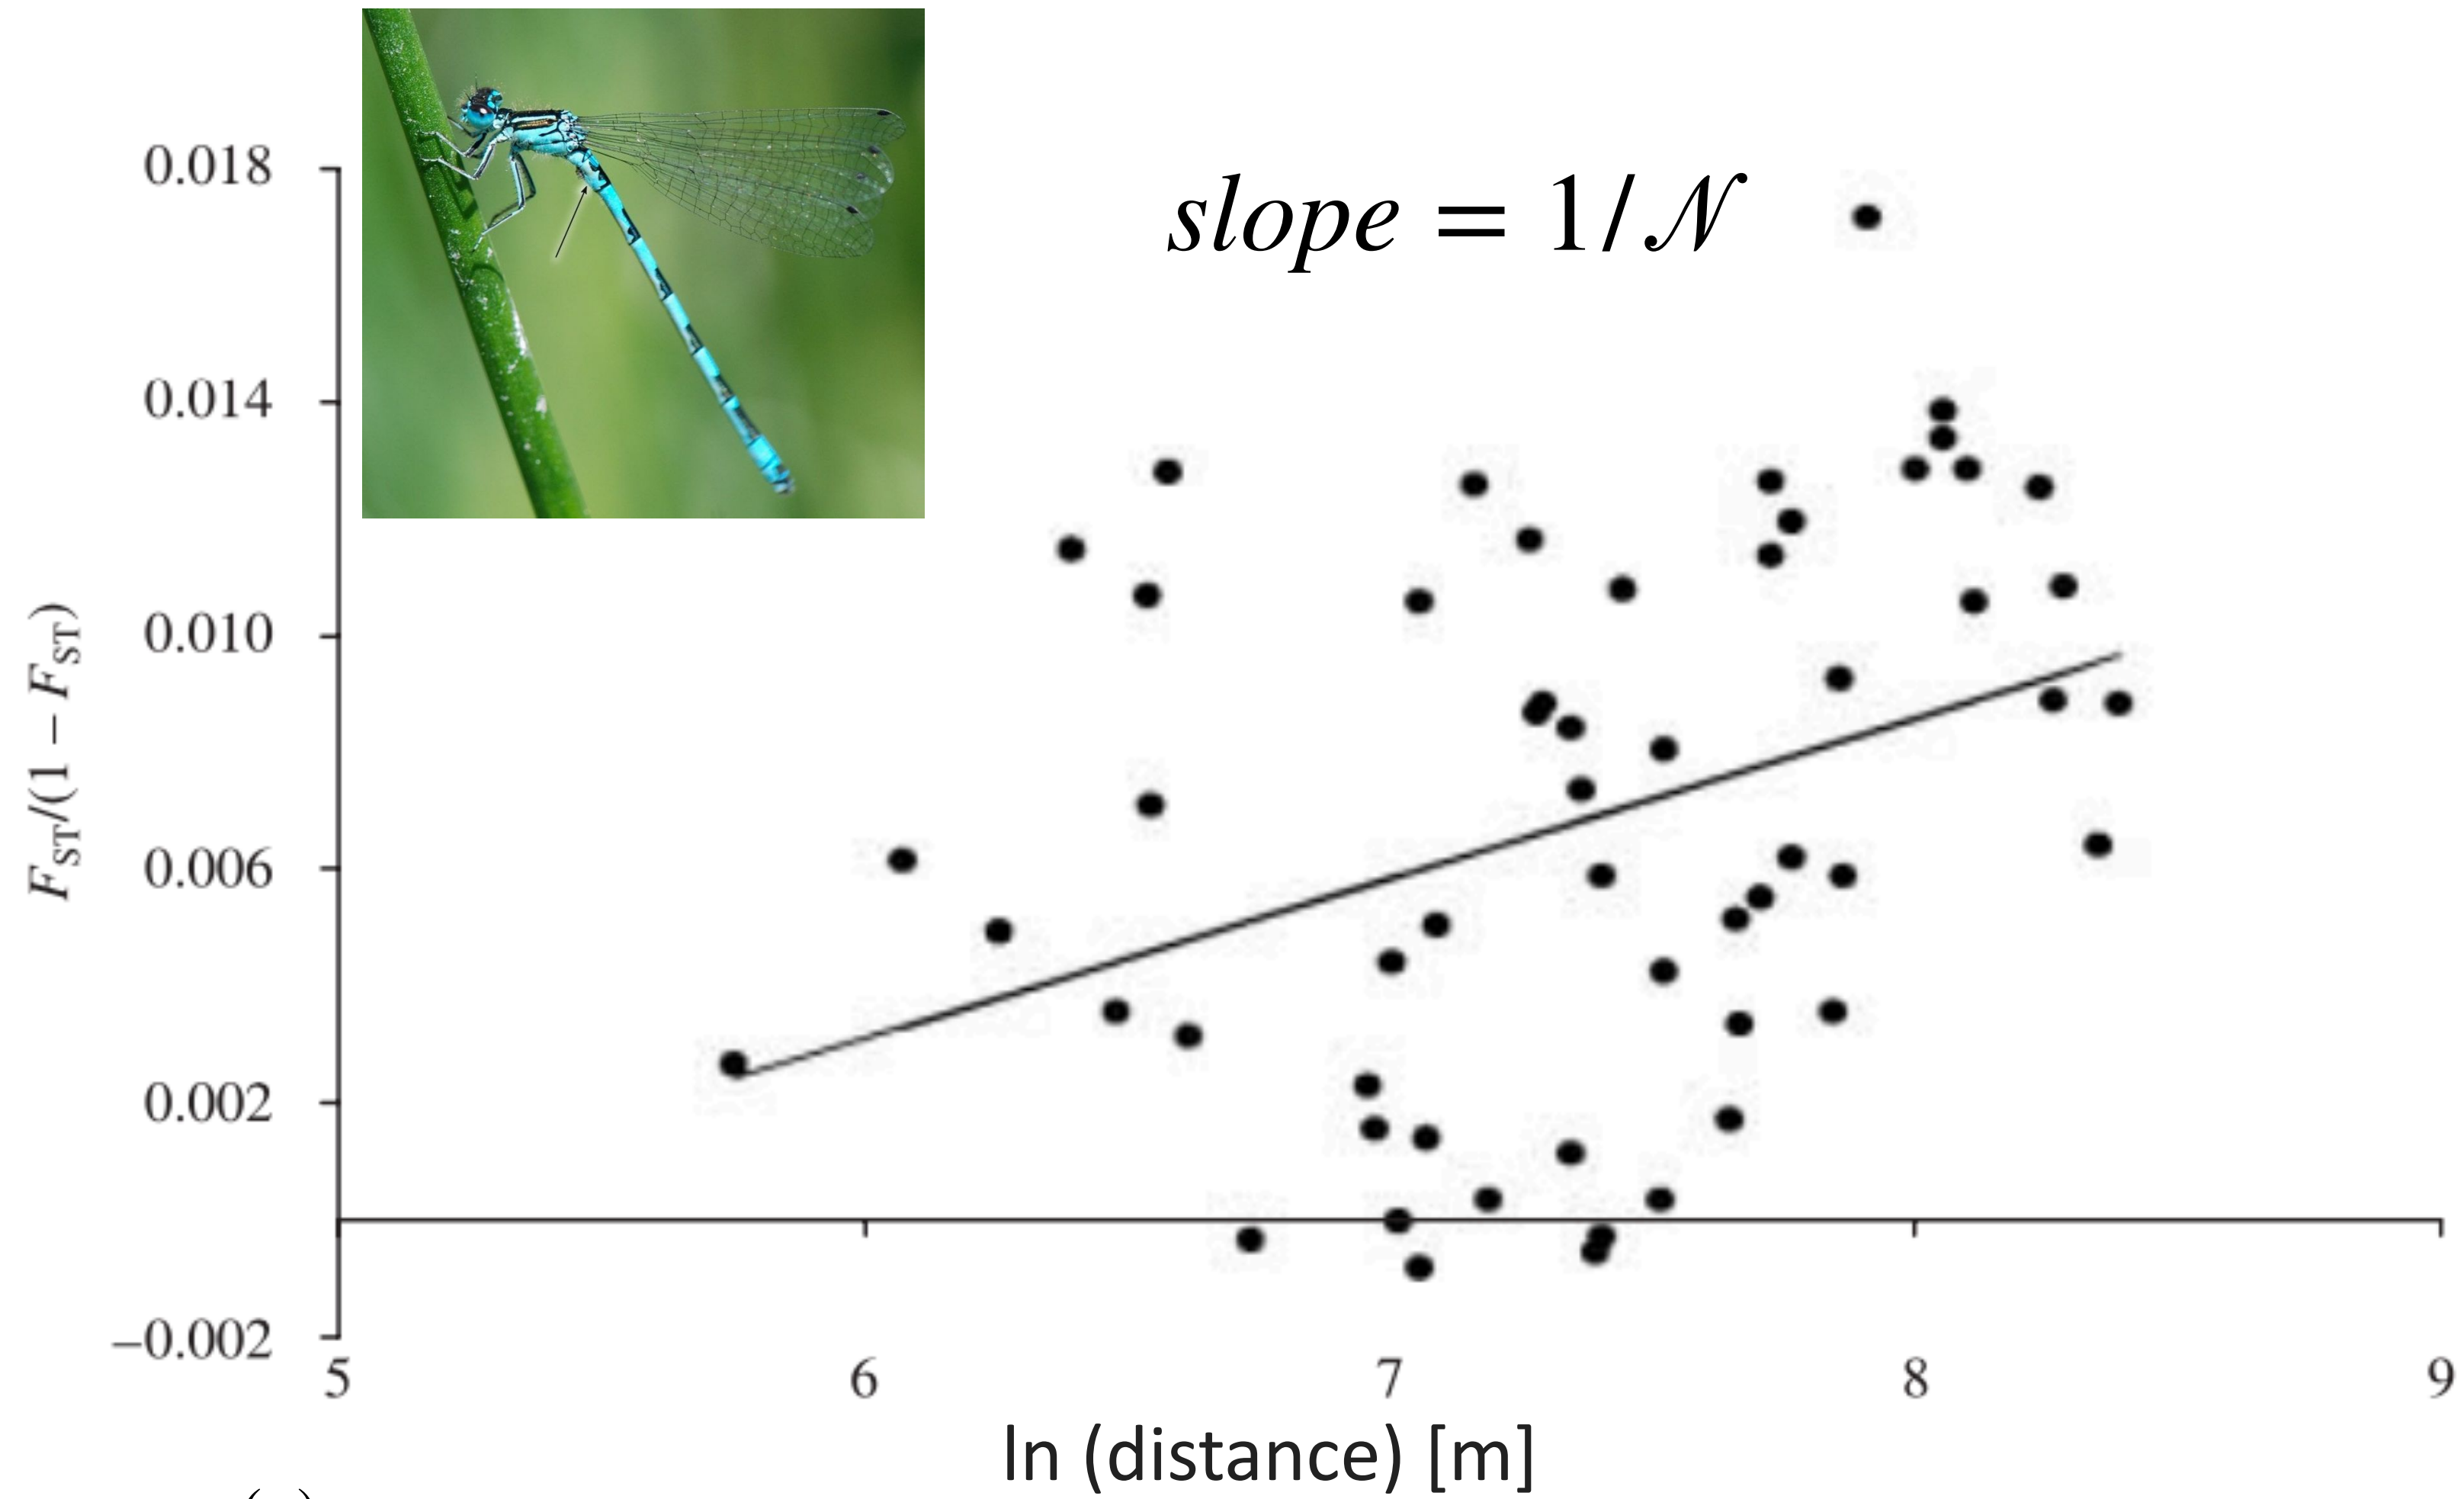 slope = 1/𝒩
0.018
0.014
0.010
0.006
0.002
−0.002
F_ST/(1 − F_ST)
5 6 7 8 9
ln (distance) [m]